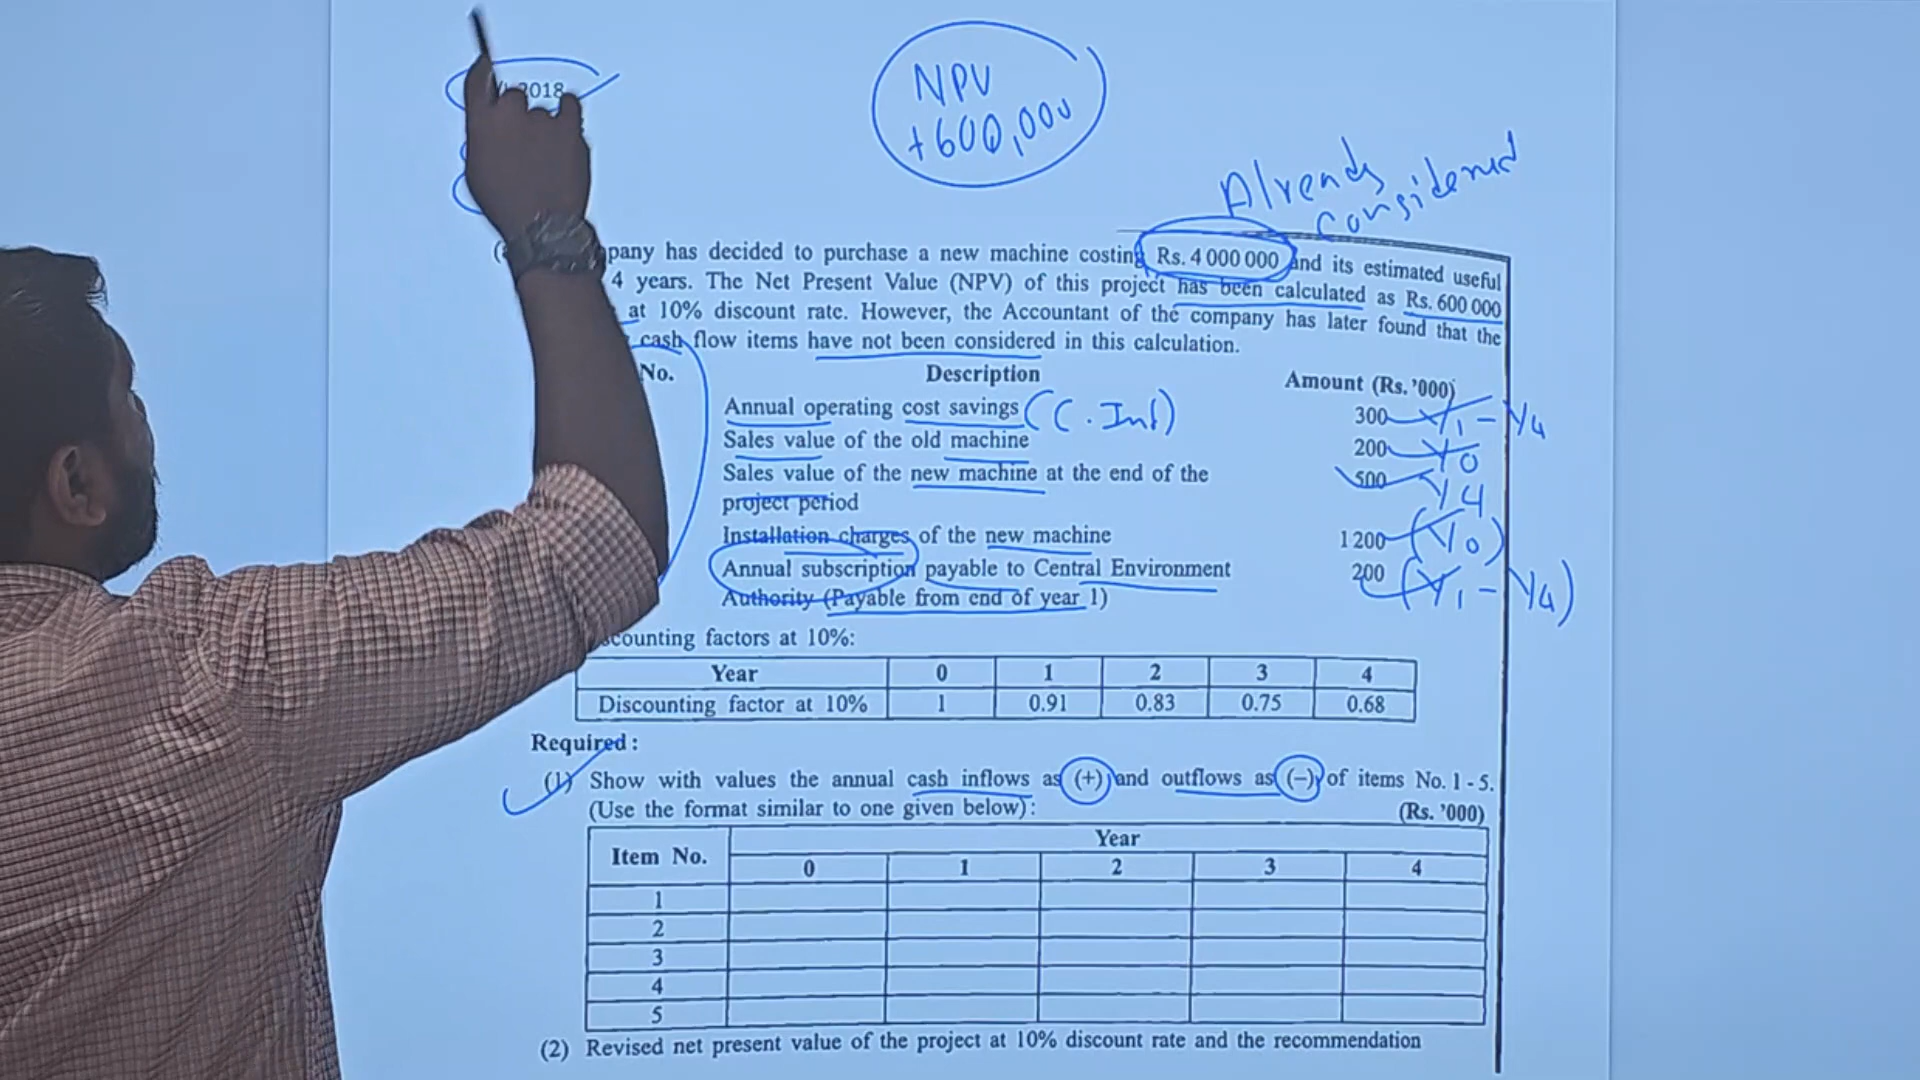 2018
NPV
+600,000
Already
considered
pany has decided to purchase a new machine costing Rs. 4 000 000 and its estimated useful
4 years. The Net Present Value (NPV) of this project has been calculated as Rs. 600 000
at 10% discount rate. However, the Accountant of the company has later found that the
cash flow items have not been considered in this calculation.
No. Description Amount (Rs. '000)
Annual operating cost savings (C. Inf) 300 Y1 - Y4
Sales value of the old machine 200 Y0
Sales value of the new machine at the end of the 500 Y4
project period
Installation charges of the new machine 1 200 (Y0)
Annual subscription payable to Central Environment 200 (Y1 - Y4)
Authority (Payable from end of year 1)
counting factors at 10%:
Year 0 1 2 3 4
Discounting factor at 10% 1 0.91 0.83 0.75 0.68
Required :
(1) Show with values the annual cash inflows as (+) and outflows as (−) of items No. 1 - 5.
(Use the format similar to one given below) : (Rs. '000)
Item No. Year
0 1 2 3 4
1
2
3
4
5
(2) Revised net present value of the project at 10% discount rate and the recommendation